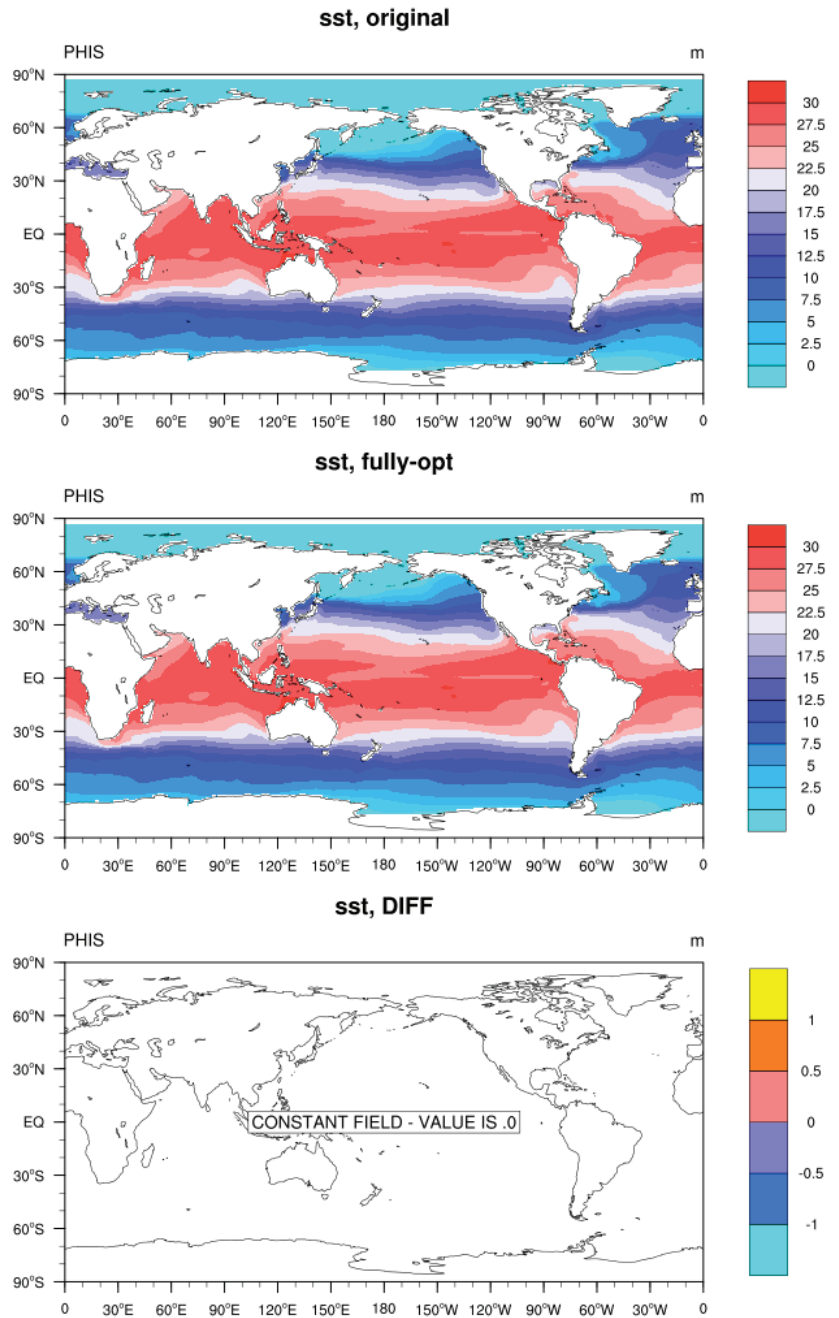 sst, original
PHIS m
90°N
60°N
30°N
EQ
30°S
60°S
90°S
0 30°E 60°E 90°E 120°E 150°E 180 150°W 120°W 90°W 60°W 30°W 0
30
27.5
25
22.5
20
17.5
15
12.5
10
7.5
5
2.5
0
sst, fully-opt
PHIS m
90°N
60°N
30°N
EQ
30°S
60°S
90°S
0 30°E 60°E 90°E 120°E 150°E 180 150°W 120°W 90°W 60°W 30°W 0
30
27.5
25
22.5
20
17.5
15
12.5
10
7.5
5
2.5
0
sst, DIFF
PHIS m
90°N
60°N
30°N
EQ
30°S
60°S
90°S
CONSTANT FIELD - VALUE IS .0
0 30°E 60°E 90°E 120°E 150°E 180 150°W 120°W 90°W 60°W 30°W 0
1
0.5
0
-0.5
-1